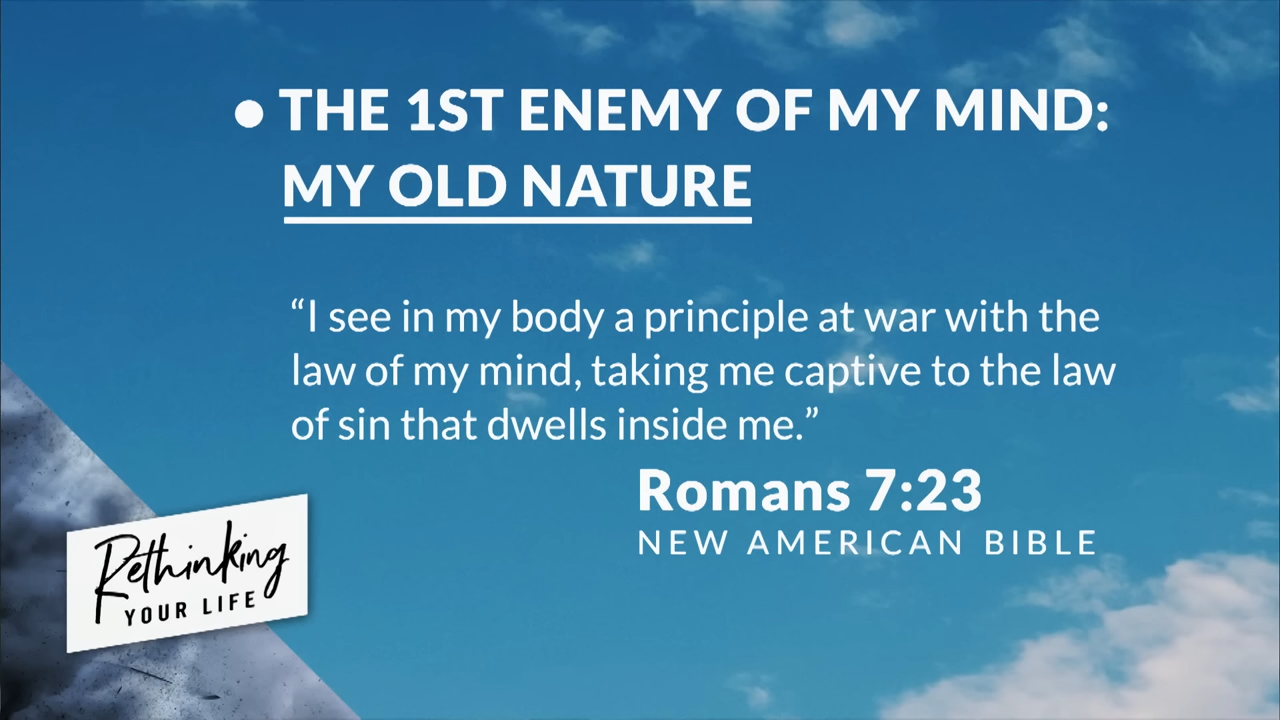 • THE 1ST ENEMY OF MY MIND:
MY OLD NATURE
“I see in my body a principle at war with the
law of my mind, taking me captive to the law
of sin that dwells inside me.”
Romans 7:23
NEW AMERICAN BIBLE
Rethinking
YOUR LIFE